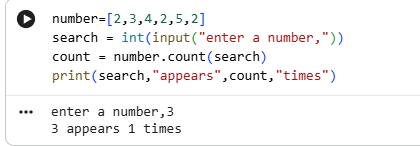 number=[2,3,4,2,5,2]
search = int(input("enter a number,"))
count = number.count(search)
print(search,"appears",count,"times")
enter a number,3
3 appears 1 times